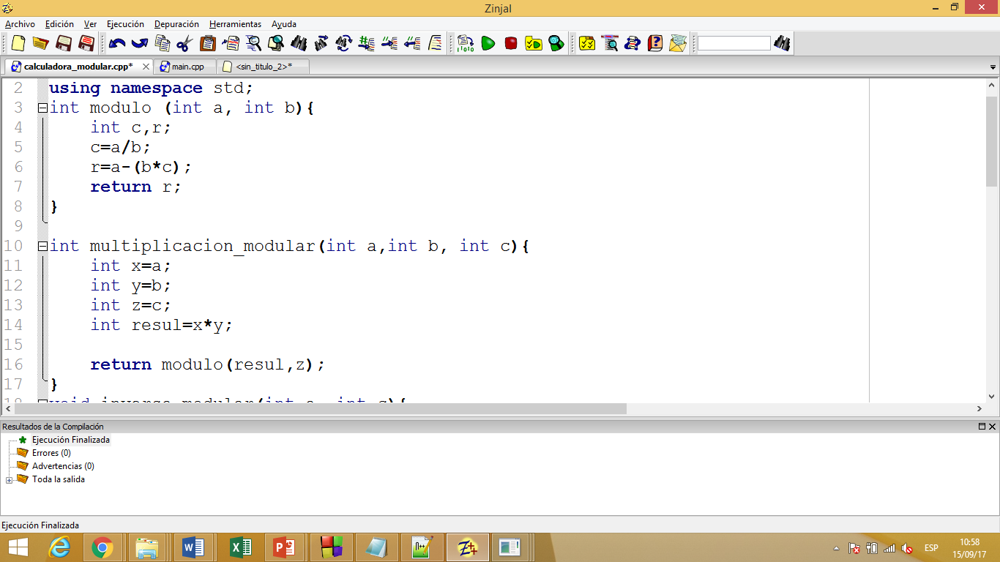 Zinjal
Archivo Edición Ver Ejecución Depuración Herramientas Ayuda
calculadora_modular.cpp* main.cpp <sin_titulo_2>*
2 using namespace std;
3 int modulo (int a, int b){
4 int c,r;
5 c=a/b;
6 r=a-(b*c);
7 return r;
8 }
9
10 int multiplicacion_modular(int a,int b, int c){
11 int x=a;
12 int y=b;
13 int z=c;
14 int resul=x*y;
15
16 return modulo(resul,z);
17 }
Resultados de la Compilación
Ejecución Finalizada
Errores (0)
Advertencias (0)
Toda la salida
Ejecución Finalizada
ESP
10:58
15/09/17